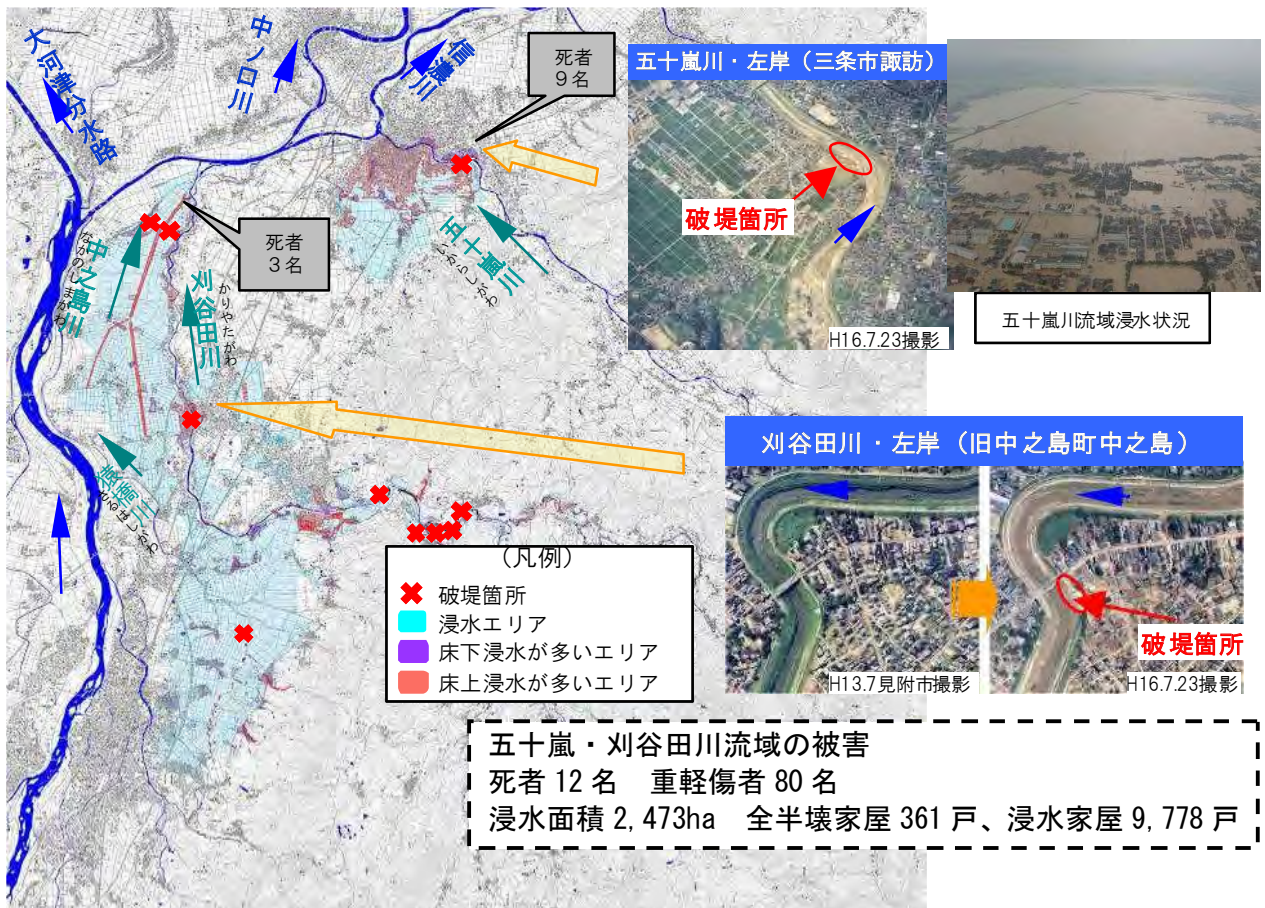 大河津分水路
中ノ口川
信濃川
死者
9名
死者
3名
中之島川
なかのしまがわ
刈谷田川
かりやたがわ
五十嵐川
いからしがわ
猿橋川
さるはしがわ
五十嵐川・左岸（三条市諏訪）
破堤箇所
H16.7.23撮影
五十嵐川流域浸水状況
刈谷田川・左岸（旧中之島町中之島）
H13.7見附市撮影
破堤箇所
H16.7.23撮影
（凡例）
破堤箇所
浸水エリア
床下浸水が多いエリア
床上浸水が多いエリア
五十嵐・刈谷田川流域の被害
死者 12 名　重軽傷者 80 名
浸水面積 2,473ha　全半壊家屋 361 戸、浸水家屋 9,778 戸